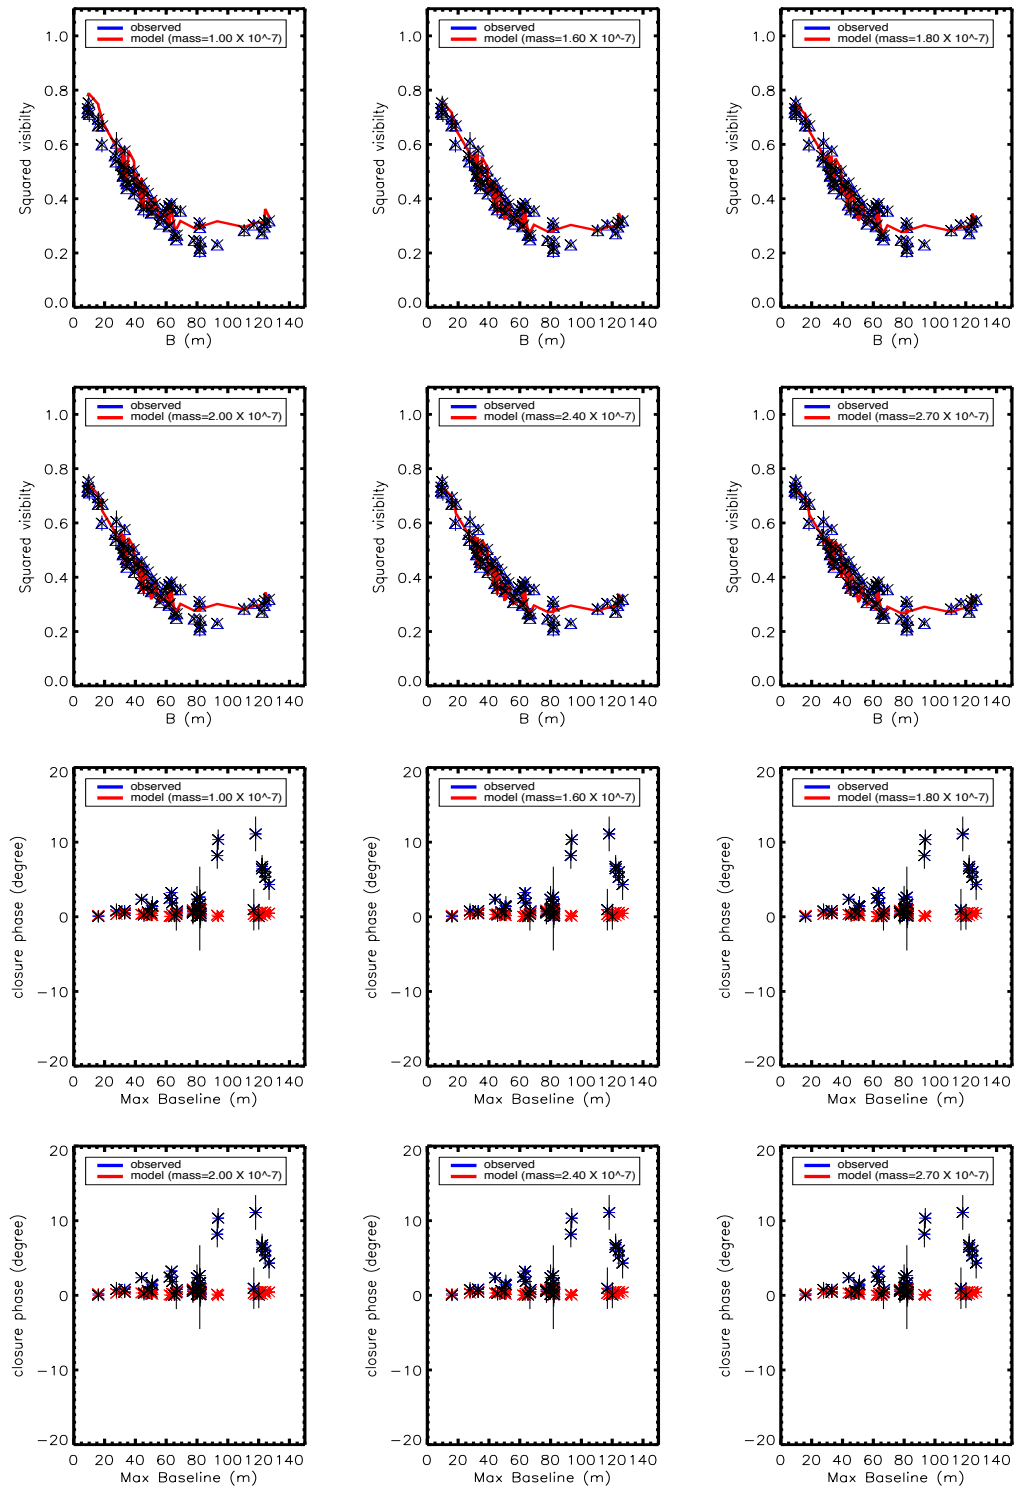 observed
model (mass=1.00 X 10^-7)
1.0
0.8
0.6
0.4
0.2
0.0
Squared visibilty
0 20 40 60 80 100 120 140
B (m)
observed
model (mass=1.60 X 10^-7)
1.0
0.8
0.6
0.4
0.2
0.0
Squared visibilty
0 20 40 60 80 100 120 140
B (m)
observed
model (mass=1.80 X 10^-7)
1.0
0.8
0.6
0.4
0.2
0.0
Squared visibilty
0 20 40 60 80 100 120 140
B (m)
observed
model (mass=2.00 X 10^-7)
1.0
0.8
0.6
0.4
0.2
0.0
Squared visibilty
0 20 40 60 80 100 120 140
B (m)
observed
model (mass=2.40 X 10^-7)
1.0
0.8
0.6
0.4
0.2
0.0
Squared visibilty
0 20 40 60 80 100 120 140
B (m)
observed
model (mass=2.70 X 10^-7)
1.0
0.8
0.6
0.4
0.2
0.0
Squared visibilty
0 20 40 60 80 100 120 140
B (m)
observed
model (mass=1.00 X 10^-7)
20
10
0
−10
−20
closure phase (degree)
0 20 40 60 80 100 120 140
Max Baseline (m)
observed
model (mass=1.60 X 10^-7)
20
10
0
−10
−20
closure phase (degree)
0 20 40 60 80 100 120 140
Max Baseline (m)
observed
model (mass=1.80 X 10^-7)
20
10
0
−10
−20
closure phase (degree)
0 20 40 60 80 100 120 140
Max Baseline (m)
observed
model (mass=2.00 X 10^-7)
20
10
0
−10
−20
closure phase (degree)
0 20 40 60 80 100 120 140
Max Baseline (m)
observed
model (mass=2.40 X 10^-7)
20
10
0
−10
−20
closure phase (degree)
0 20 40 60 80 100 120 140
Max Baseline (m)
observed
model (mass=2.70 X 10^-7)
20
10
0
−10
−20
closure phase (degree)
0 20 40 60 80 100 120 140
Max Baseline (m)